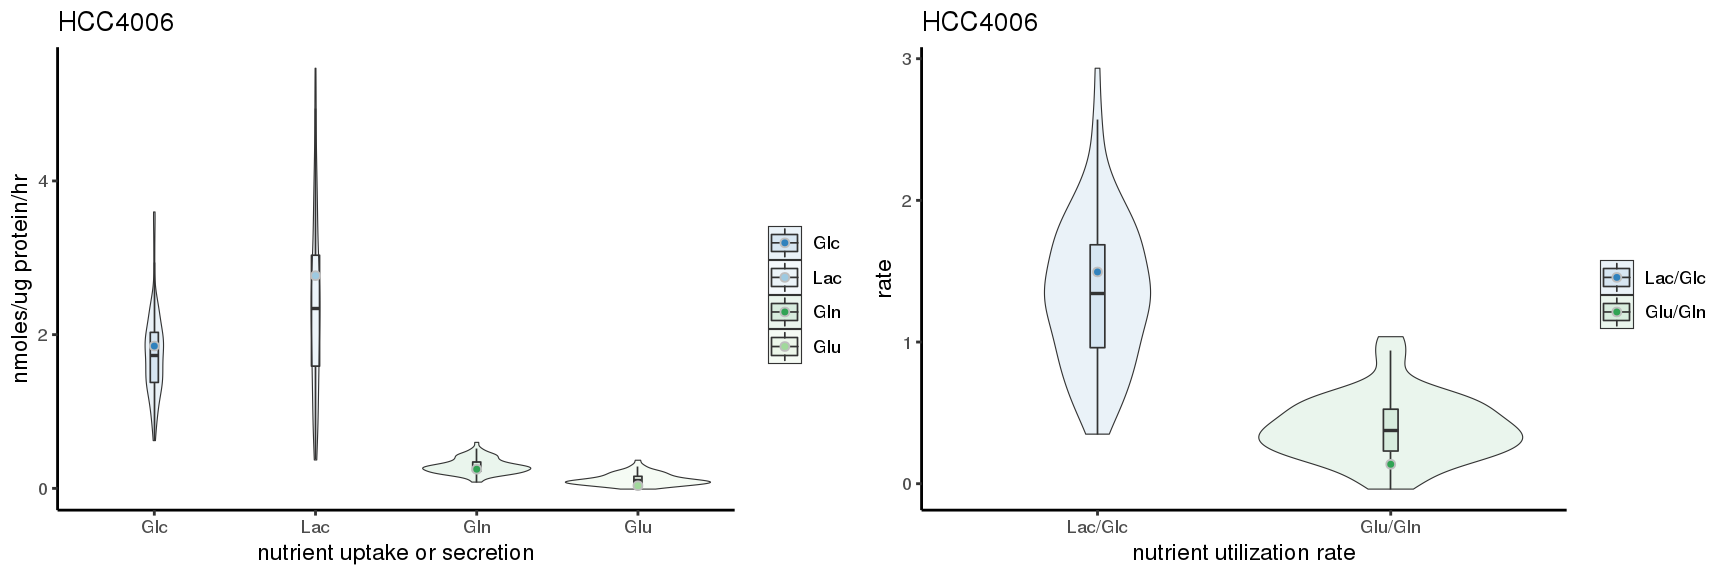 HCC4006
nmoles/ug protein/hr
4
2
0
Glc
Lac
Gln
Glu
nutrient uptake or secretion
Glc
Lac
Gln
Glu
HCC4006
rate
3
2
1
0
Lac/Glc
Glu/Gln
nutrient utilization rate
Lac/Glc
Glu/Gln